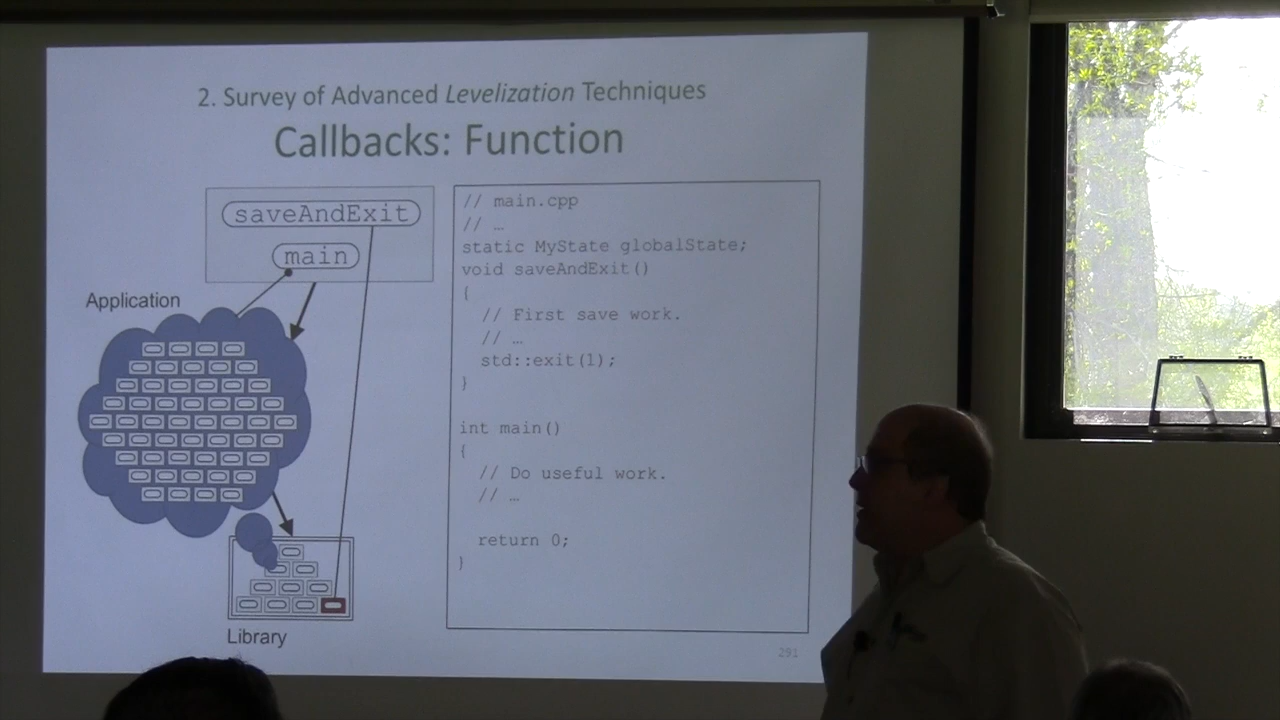 2. Survey of Advanced Levelization Techniques
Callbacks: Function
saveAndExit
main
Application
Library
// main.cpp
// …
static MyState globalState;
void saveAndExit()
{
// First save work.
// …
std::exit(1);
}
int main()
{
// Do useful work.
// …
return 0;
}
291